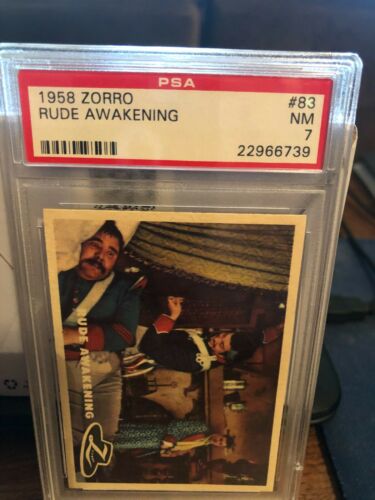 PSA
1958 ZORRO #83
RUDE AWAKENING NM
7
22966739
RUDE AWAKENING
Z